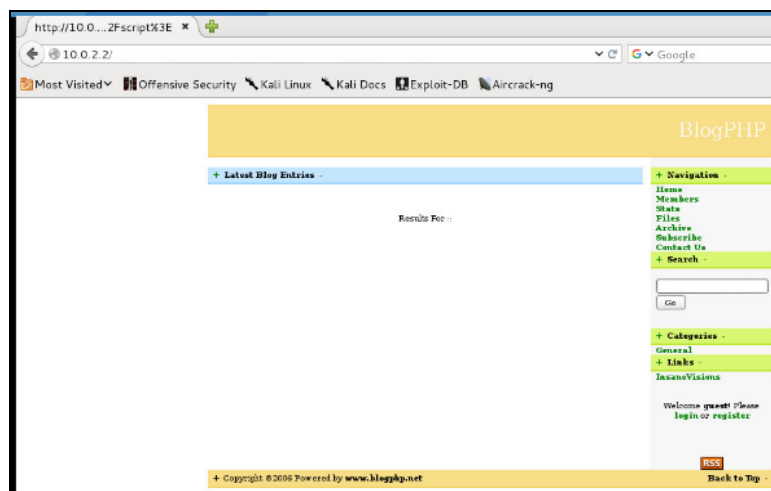 http://10.0....2Fscript%3E
10.0.2.2/
Google
Most Visited
Offensive Security
Kali Linux
Kali Docs
Exploit-DB
Aircrack-ng
BlogPHP
+ Latest Blog Entries -
Results For ::
+ Navigation -
Home
Members
Stats
Files
Archive
Subscribe
Contact Us
+ Search -
Go
+ Categories -
General
+ Links -
InsaneVisions
Welcome guest! Please
login or register
RSS
+ Copyright ©2006 Powered by www.blogphp.net
Back to Top -